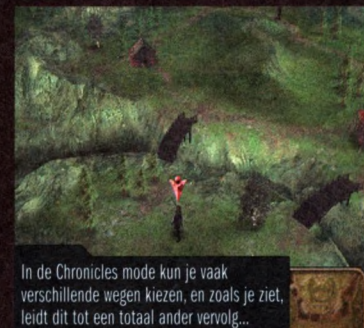 In de Chronicles mode kun je vaak
verschillende wegen kiezen, en zoals je ziet,
leidt dit tot een totaal ander vervolg...